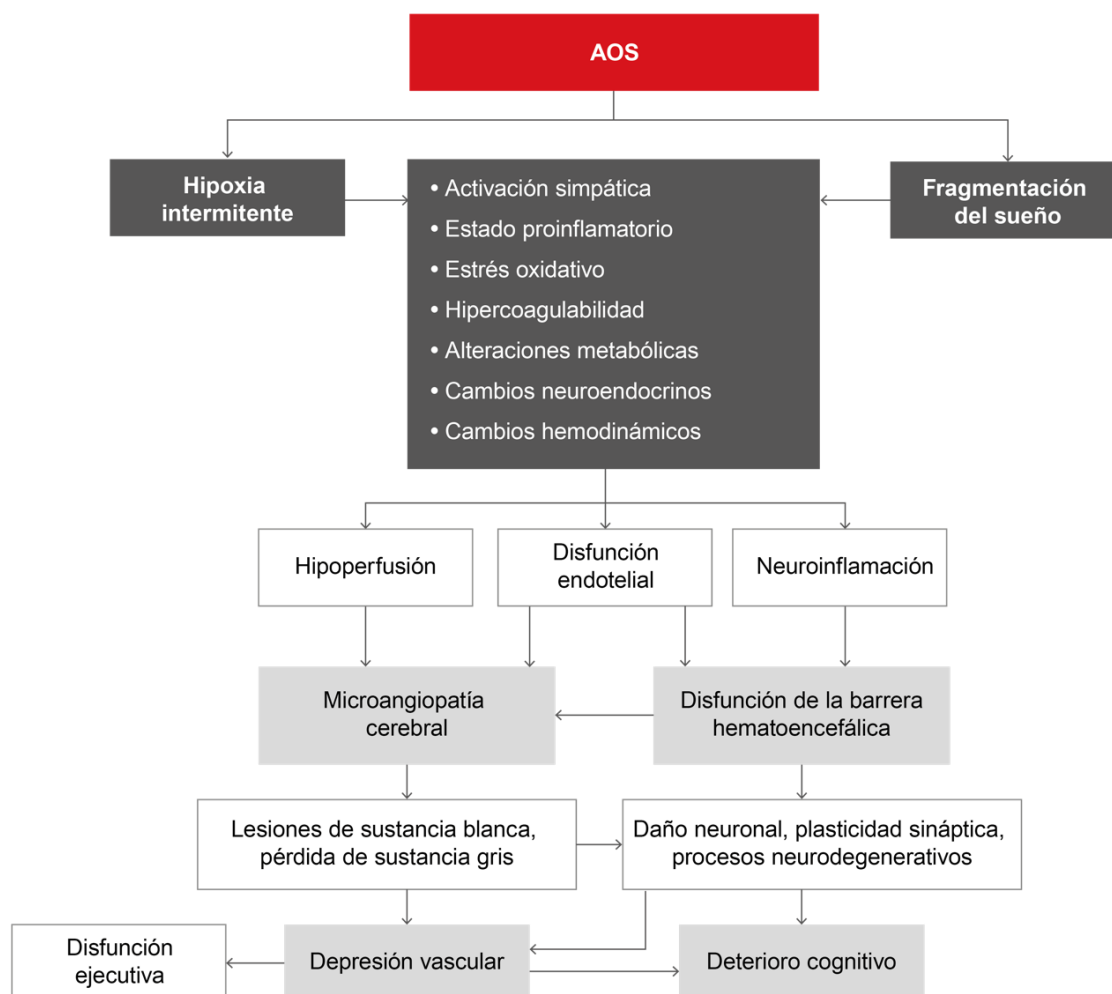 AOS
Hipoxia
intermitente
• Activación simpática
• Estado proinflamatorio
• Estrés oxidativo
• Hipercoagulabilidad
• Alteraciones metabólicas
• Cambios neuroendocrinos
• Cambios hemodinámicos
Fragmentación
del sueño
Hipoperfusión
Disfunción
endotelial
Neuroinflamación
Microangiopatía
cerebral
Disfunción de la barrera
hematoencefálica
Lesiones de sustancia blanca,
pérdida de sustancia gris
Daño neuronal, plasticidad sináptica,
procesos neurodegenerativos
Disfunción
ejecutiva
Depresión vascular
Deterioro cognitivo